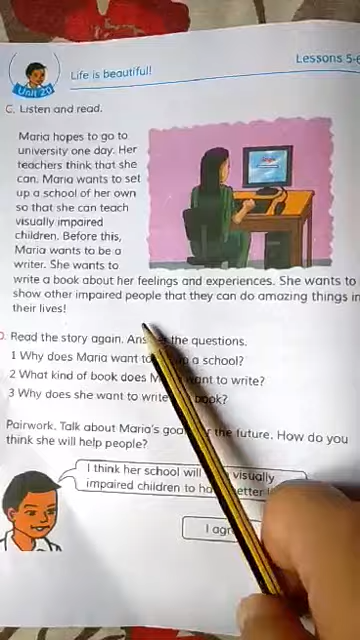 Life is beautiful!
Lessons 5-6
Unit 20
C. Listen and read.
Maria hopes to go to
university one day. Her
teachers think that she
can. Maria wants to set
up a school of her own
so that she can teach
visually impaired
children. Before this,
Maria wants to be a
writer. She wants to
write a book about her feelings and experiences. She wants to
show other impaired people that they can do amazing things in
their lives!
Read the story again. the questions.
1 Why does Maria want to a school?
2 What kind of book does want to write?
3 Why does she want to write book?
Pairwork. Talk about Maria's the future. How do you
think she will help people?
I think her school will visually
impaired children to
I